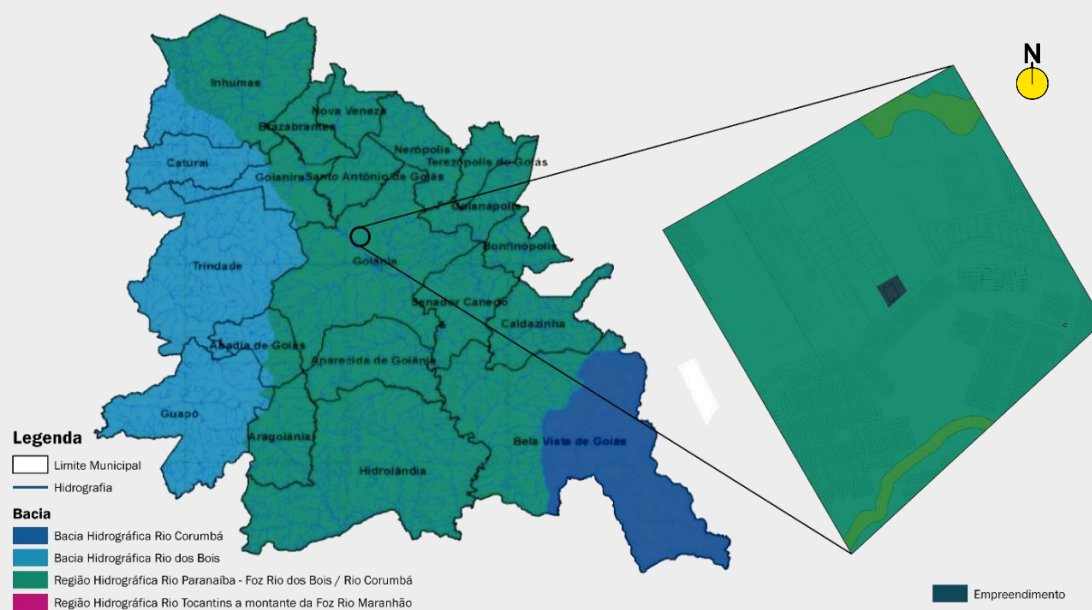 N
Inhumas
Nova Veneza
Brazabrantes
Nerópolis
Caturaí
Terezópolis de Goiás
Goianira
Santo Antônio de Goiás
Goianápolis
Bonfinópolis
Goiânia
Trindade
Senador Canedo
Caldazinha
Abadia de Goiás
Aparecida de Goiânia
Guapó
Aragoiânia
Bela Vista de Goiás
Hidrolândia
Legenda
Limite Municipal
Hidrografia
Bacia
Bacia Hidrográfica Rio Corumbá
Bacia Hidrográfica Rio dos Bois
Região Hidrográfica Rio Paranaíba - Foz Rio dos Bois / Rio Corumbá
Região Hidrográfica Rio Tocantins a montante da Foz Rio Maranhão
Empreendimento